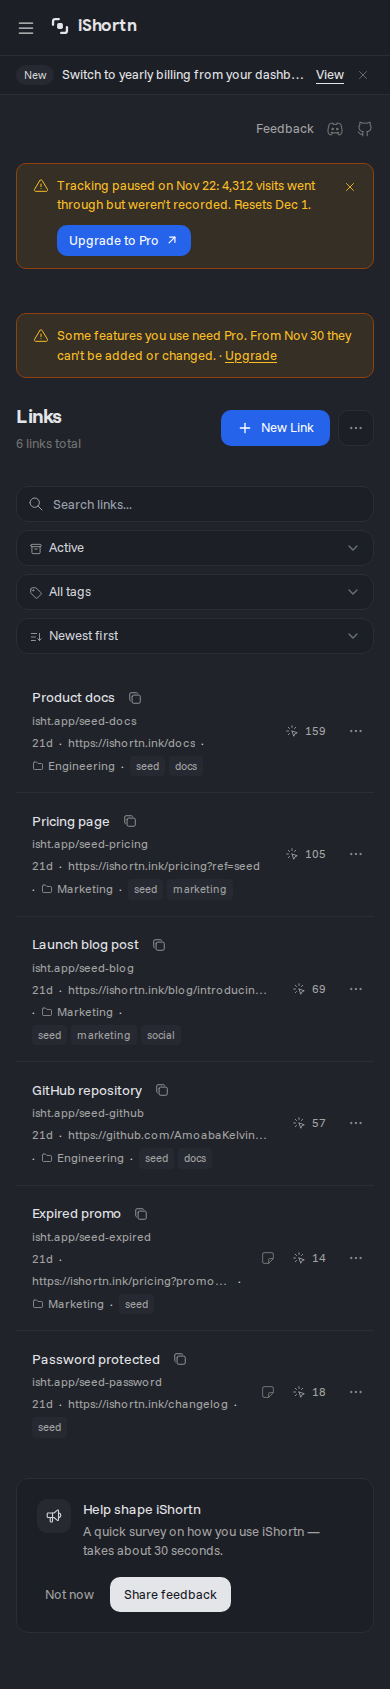 iShortn
New Switch to yearly billing from your dashb... View
Feedback
Tracking paused on Nov 22: 4,312 visits went
through but weren't recorded. Resets Dec 1.
Upgrade to Pro
Some features you use need Pro. From Nov 30 they
can't be added or changed. · Upgrade
Links
6 links total
New Link
Search links...
Active
All tags
Newest first
Product docs
isht.app/seed-docs
159
21d · https://ishortn.ink/docs ·
Engineering · seed docs
Pricing page
isht.app/seed-pricing
105
21d · https://ishortn.ink/pricing?ref=seed
· Marketing · seed marketing
Launch blog post
isht.app/seed-blog
69
21d · https://ishortn.ink/blog/introducin...
· Marketing ·
seed marketing social
GitHub repository
isht.app/seed-github
57
21d · https://github.com/AmoabaKelvin...
· Engineering · seed docs
Expired promo
isht.app/seed-expired
14
21d ·
https://ishortn.ink/pricing?promo... ·
Marketing · seed
Password protected
isht.app/seed-password
18
21d · https://ishortn.ink/changelog ·
seed
Help shape iShortn
A quick survey on how you use iShortn —
takes about 30 seconds.
Not now Share feedback